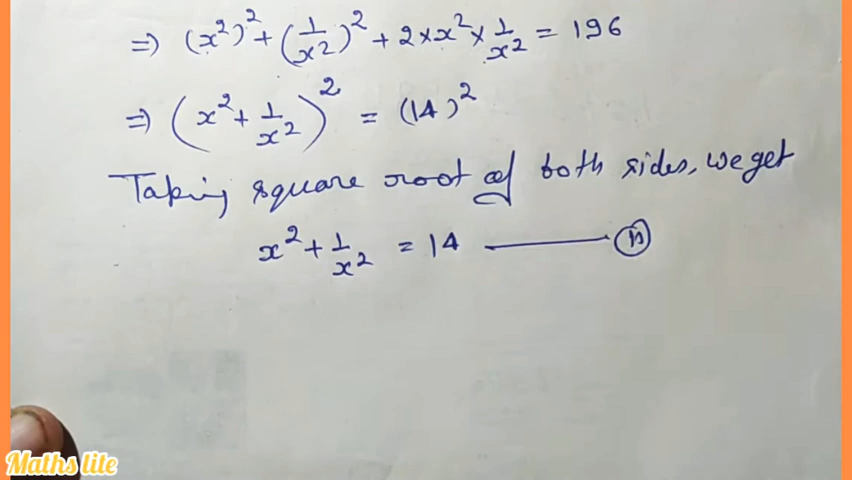 ⇒ (x²)² + (1/x²)² + 2 × x² × 1/x² = 196
⇒ (x² + 1/x²)² = (14)²
Taking square root of both sides, we get
x² + 1/x² = 14
Maths lite